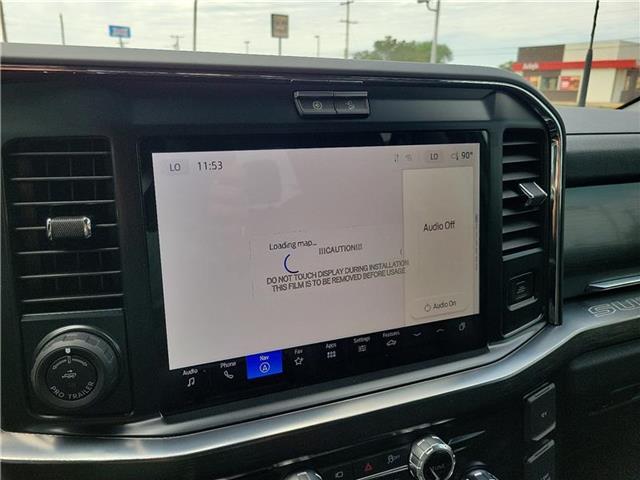 LO
11:53
LO
90°
Audio Off
Loading map...
!!!CAUTION!!!
DO NOT TOUCH DISPLAY DURING INSTALLATION
THIS FILM IS TO BE REMOVED BEFORE USAGE
Audio On
Audio
Phone
Nav
Fav
Apps
Settings
Features
PRO TRAILER
SU